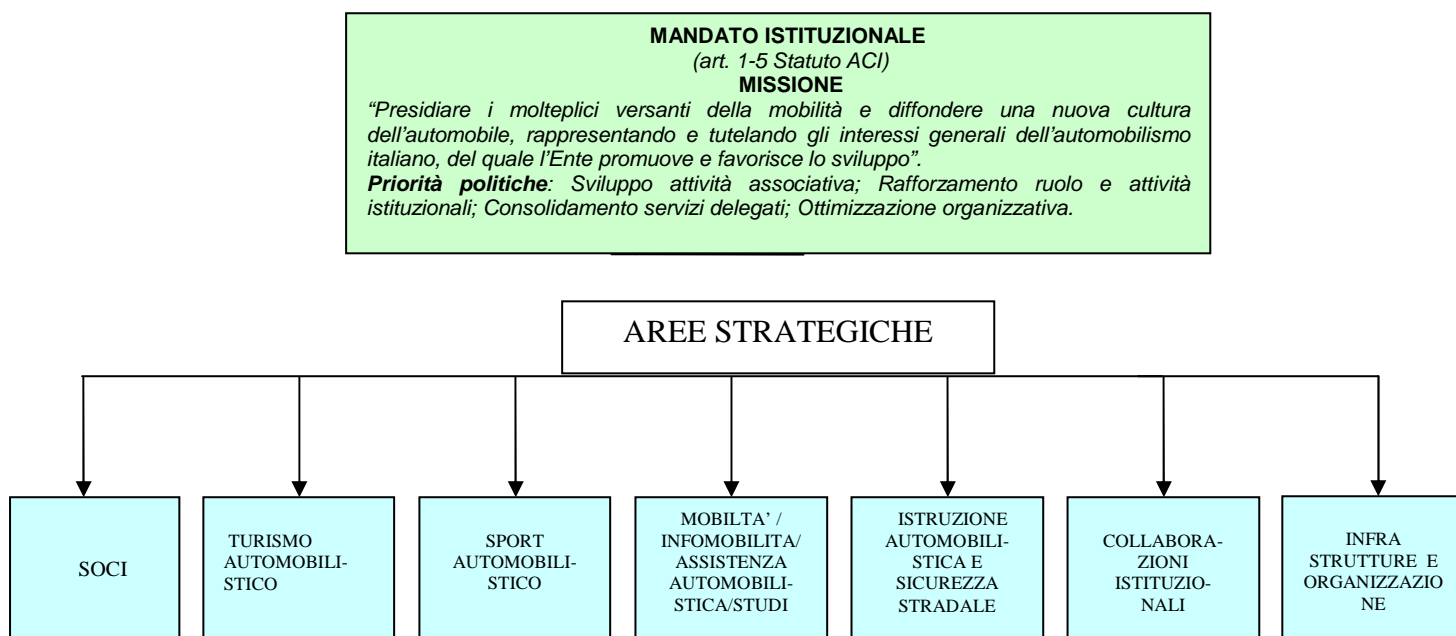 MANDATO ISTITUZIONALE
(art. 1-5 Statuto ACI)
MISSIONE
“Presidiare i molteplici versanti della mobilità e diffondere una nuova cultura
dell’automobile, rappresentando e tutelando gli interessi generali dell’automobilismo
italiano, del quale l’Ente promuove e favorisce lo sviluppo”.
Priorità politiche: Sviluppo attività associativa; Rafforzamento ruolo e attività
istituzionali; Consolidamento servizi delegati; Ottimizzazione organizzativa.
AREE STRATEGICHE
SOCI
TURISMO
AUTOMOBILI-
STICO
SPORT
AUTOMOBILI-
STICO
MOBILTA’ /
INFOMOBILITA/
ASSISTENZA
AUTOMOBILI-
STICA/STUDI
ISTRUZIONE
AUTOMOBILI-
STICA E
SICUREZZA
STRADALE
COLLABORA-
ZIONI
ISTITUZIO-
NALI
INFRA
STRUTTURE E
ORGANIZZAZIO
NE